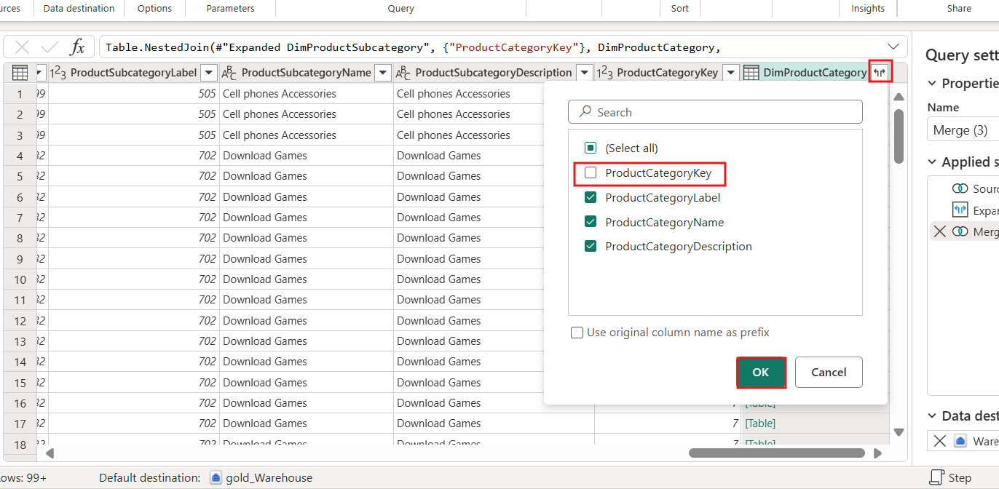 urces Data destination Options Parameters Query Sort Insights Share
fx Table.NestedJoin(#"Expanded DimProductSubcategory", {"ProductCategoryKey"}, DimProductCategory,
1²3 ProductSubcategoryLabel ABC ProductSubcategoryName ABC ProductSubcategoryDescription 1²3 ProductCategoryKey DimProductCategory
1 99 505 Cell phones Accessories Cell phones Accessories
2 99 505 Cell phones Accessories Cell phones Accessories
3 99 505 Cell phones Accessories Cell phones Accessories
4 32 702 Download Games Download Games
5 32 702 Download Games Download Games
6 32 702 Download Games Download Games
7 32 702 Download Games Download Games
8 32 702 Download Games Download Games
9 32 702 Download Games Download Games
10 32 702 Download Games Download Games
11 32 702 Download Games Download Games
12 32 702 Download Games Download Games
13 32 702 Download Games Download Games
14 32 702 Download Games Download Games
15 32 702 Download Games Download Games
16 32 702 Download Games Download Games 7 [Table]
17 32 702 Download Games Download Games 7 [Table]
18 32 702 Download Games Download Games 7 [Table]
Search
(Select all)
ProductCategoryKey
ProductCategoryLabel
ProductCategoryName
ProductCategoryDescription
Use original column name as prefix
OK Cancel
Query sett
Propertie
Name
Merge (3)
Applied s
Sourc
Expan
Merg
Data dest
Ware
ows: 99+ Default destination: gold_Warehouse Step